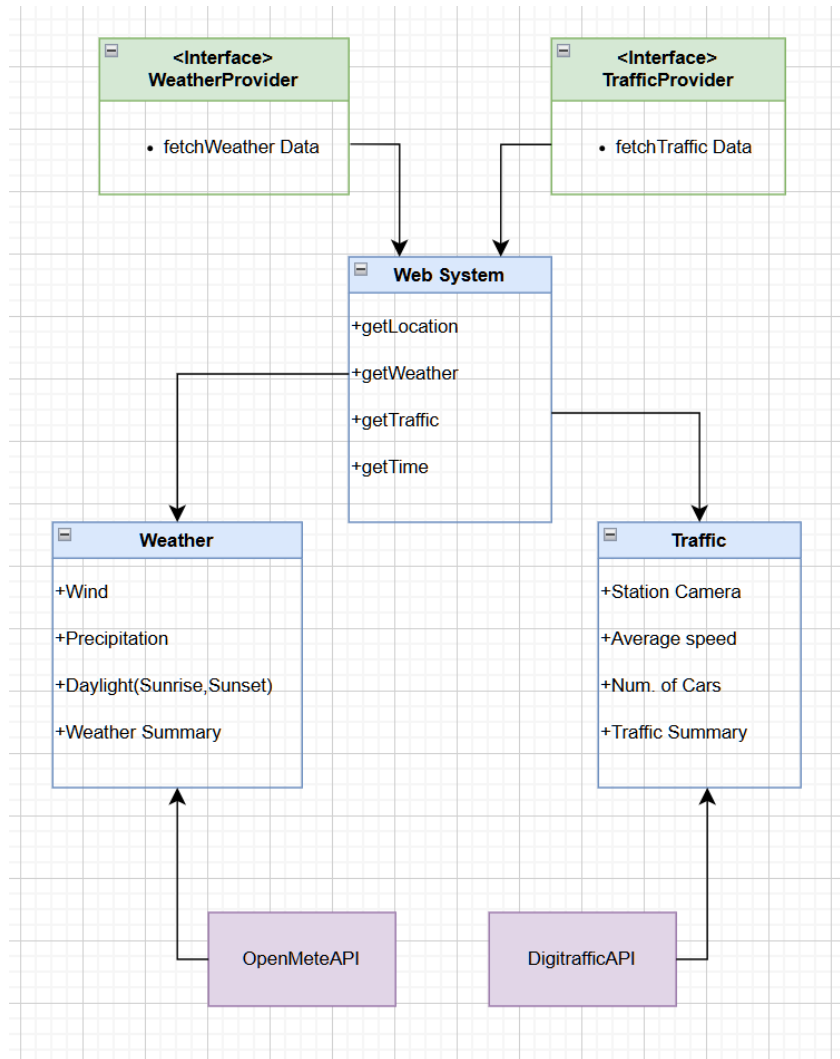 <Interface>
WeatherProvider
• fetchWeather Data
<Interface>
TrafficProvider
• fetchTraffic Data
Web System
+getLocation
+getWeather
+getTraffic
+getTime
Weather
+Wind
+Precipitation
+Daylight(Sunrise,Sunset)
+Weather Summary
Traffic
+Station Camera
+Average speed
+Num. of Cars
+Traffic Summary
OpenMeteAPI
DigitrafficAPI